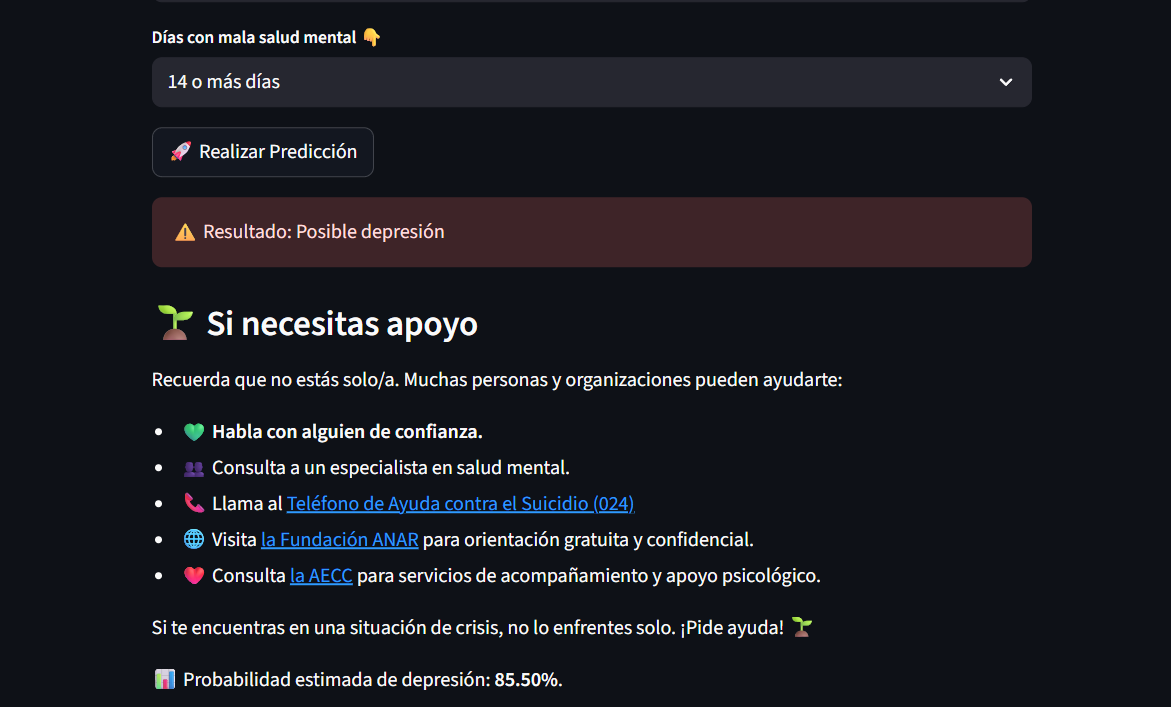 Días con mala salud mental 👇
14 o más días
🚀 Realizar Predicción
⚠️ Resultado: Posible depresión
🌱 Si necesitas apoyo
Recuerda que no estás solo/a. Muchas personas y organizaciones pueden ayudarte:
• 💚 Habla con alguien de confianza.
• 👥 Consulta a un especialista en salud mental.
• 📞 Llama al Teléfono de Ayuda contra el Suicidio (024)
• 🌐 Visita la Fundación ANAR para orientación gratuita y confidencial.
• ❤️ Consulta la AECC para servicios de acompañamiento y apoyo psicológico.
Si te encuentras en una situación de crisis, no lo enfrentes solo. ¡Pide ayuda! 🌱
📊 Probabilidad estimada de depresión: 85.50%.